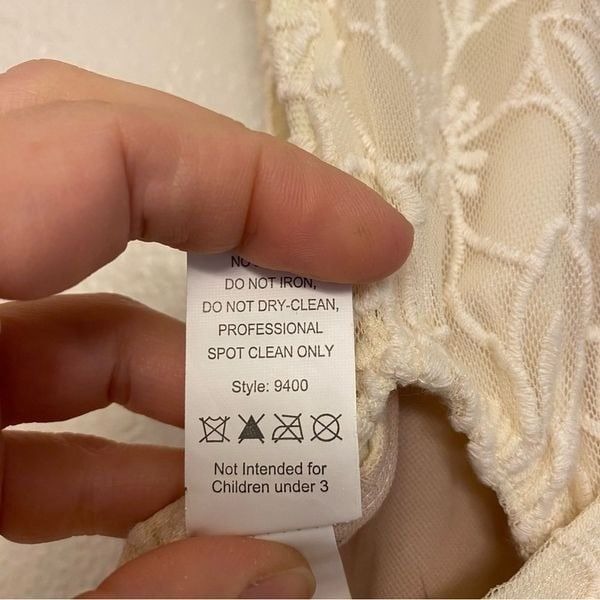 DO NOT IRON,
DO NOT DRY-CLEAN,
PROFESSIONAL
SPOT CLEAN ONLY
Style: 9400
Not Intended for
Children under 3